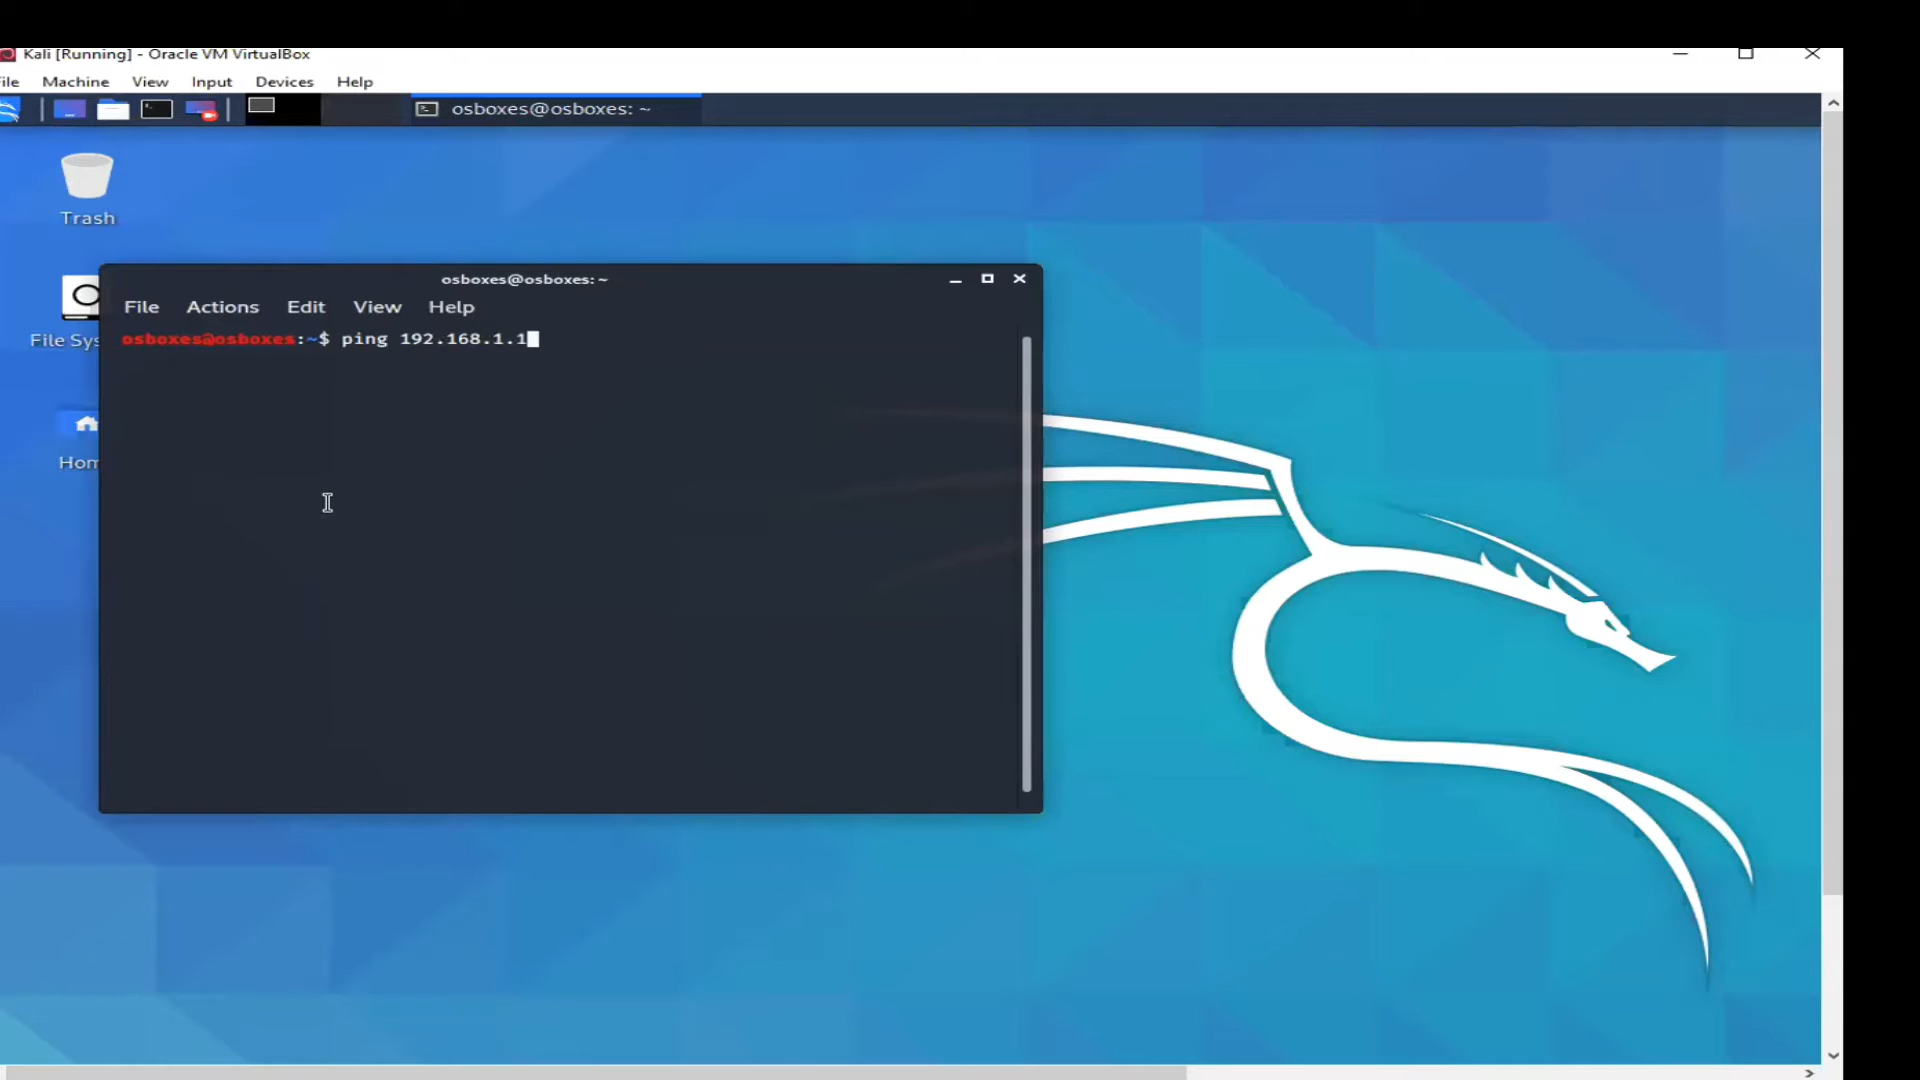 Kali [Running] - Oracle VM VirtualBox
File Machine View Input Devices Help
osboxes@osboxes: ~
Trash
osboxes@osboxes: ~
File Actions Edit View Help
File Sys
osboxes@osboxes:~$ ping 192.168.1.1
Hom